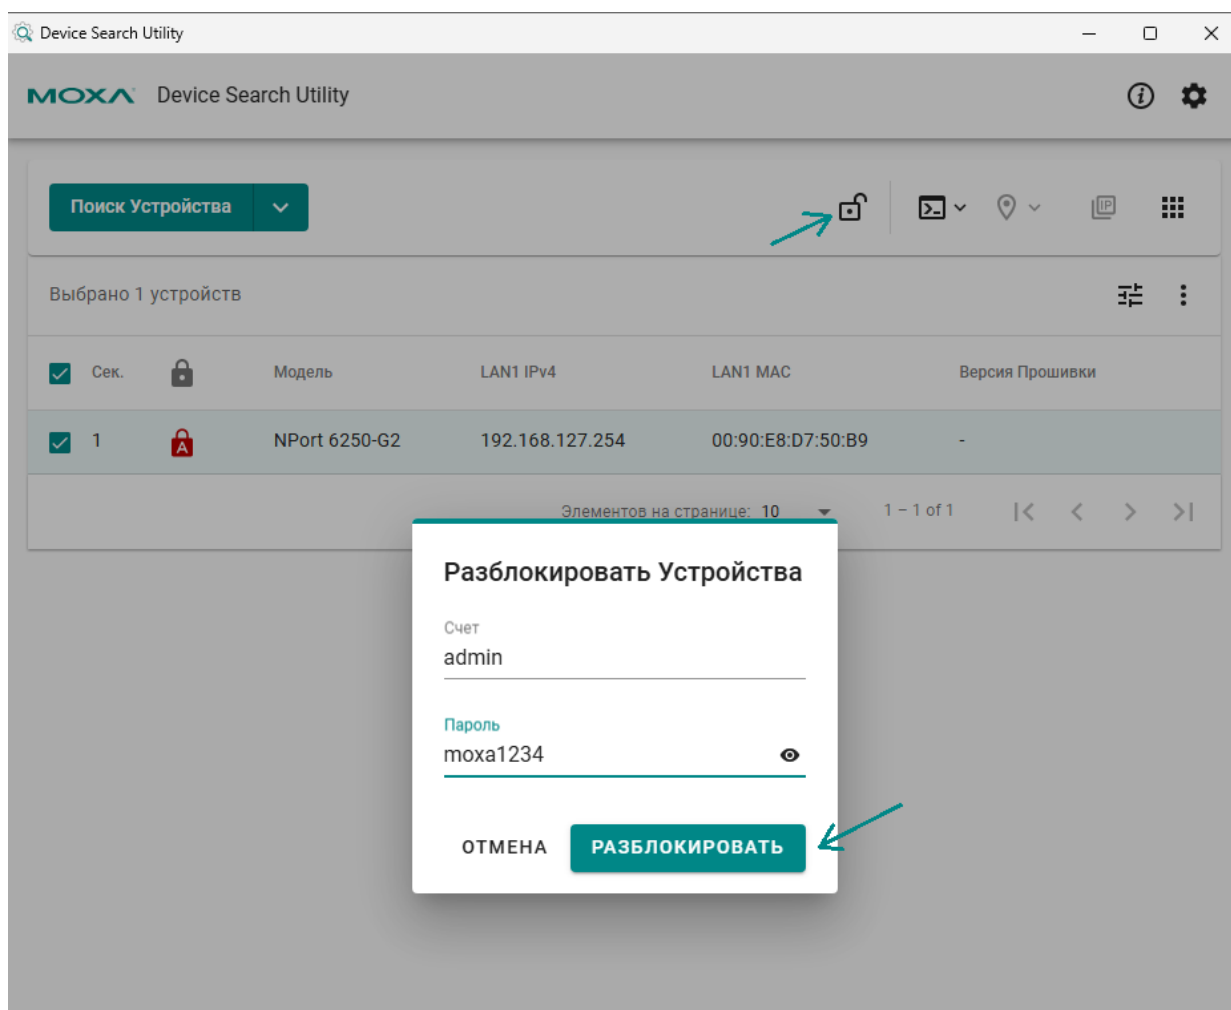 Device Search Utility
MOXA Device Search Utility
Поиск Устройства
IP
Выбрано 1 устройств
Сек. Модель LAN1 IPv4 LAN1 MAC Версия Прошивки
1 A NPort 6250-G2 192.168.127.254 00:90:E8:D7:50:B9 -
Элементов на странице: 10 1 – 1 of 1
Разблокировать Устройства
Счет
admin
Пароль
moxa1234
ОТМЕНА РАЗБЛОКИРОВАТЬ